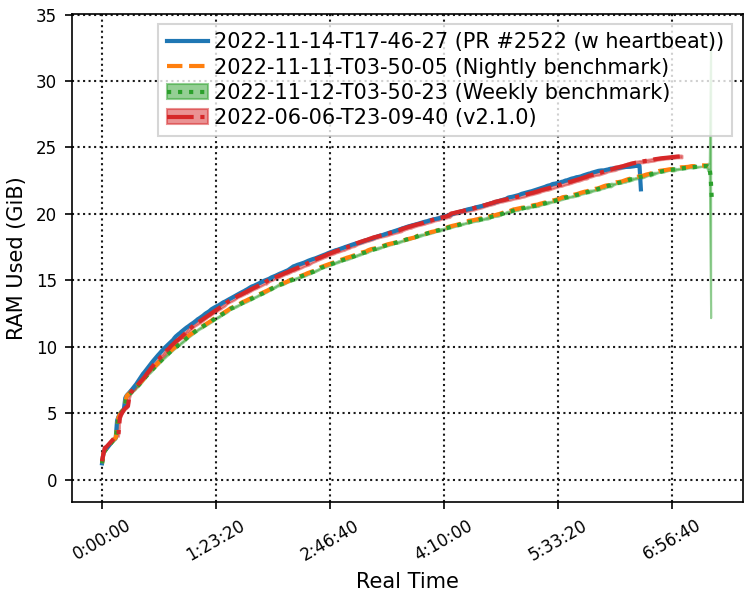 35
30
25
20
15
10
5
0
RAM Used (GiB)
2022-11-14-T17-46-27 (PR #2522 (w heartbeat))
2022-11-11-T03-50-05 (Nightly benchmark)
2022-11-12-T03-50-23 (Weekly benchmark)
2022-06-06-T23-09-40 (v2.1.0)
0:00:00
1:23:20
2:46:40
4:10:00
5:33:20
6:56:40
Real Time